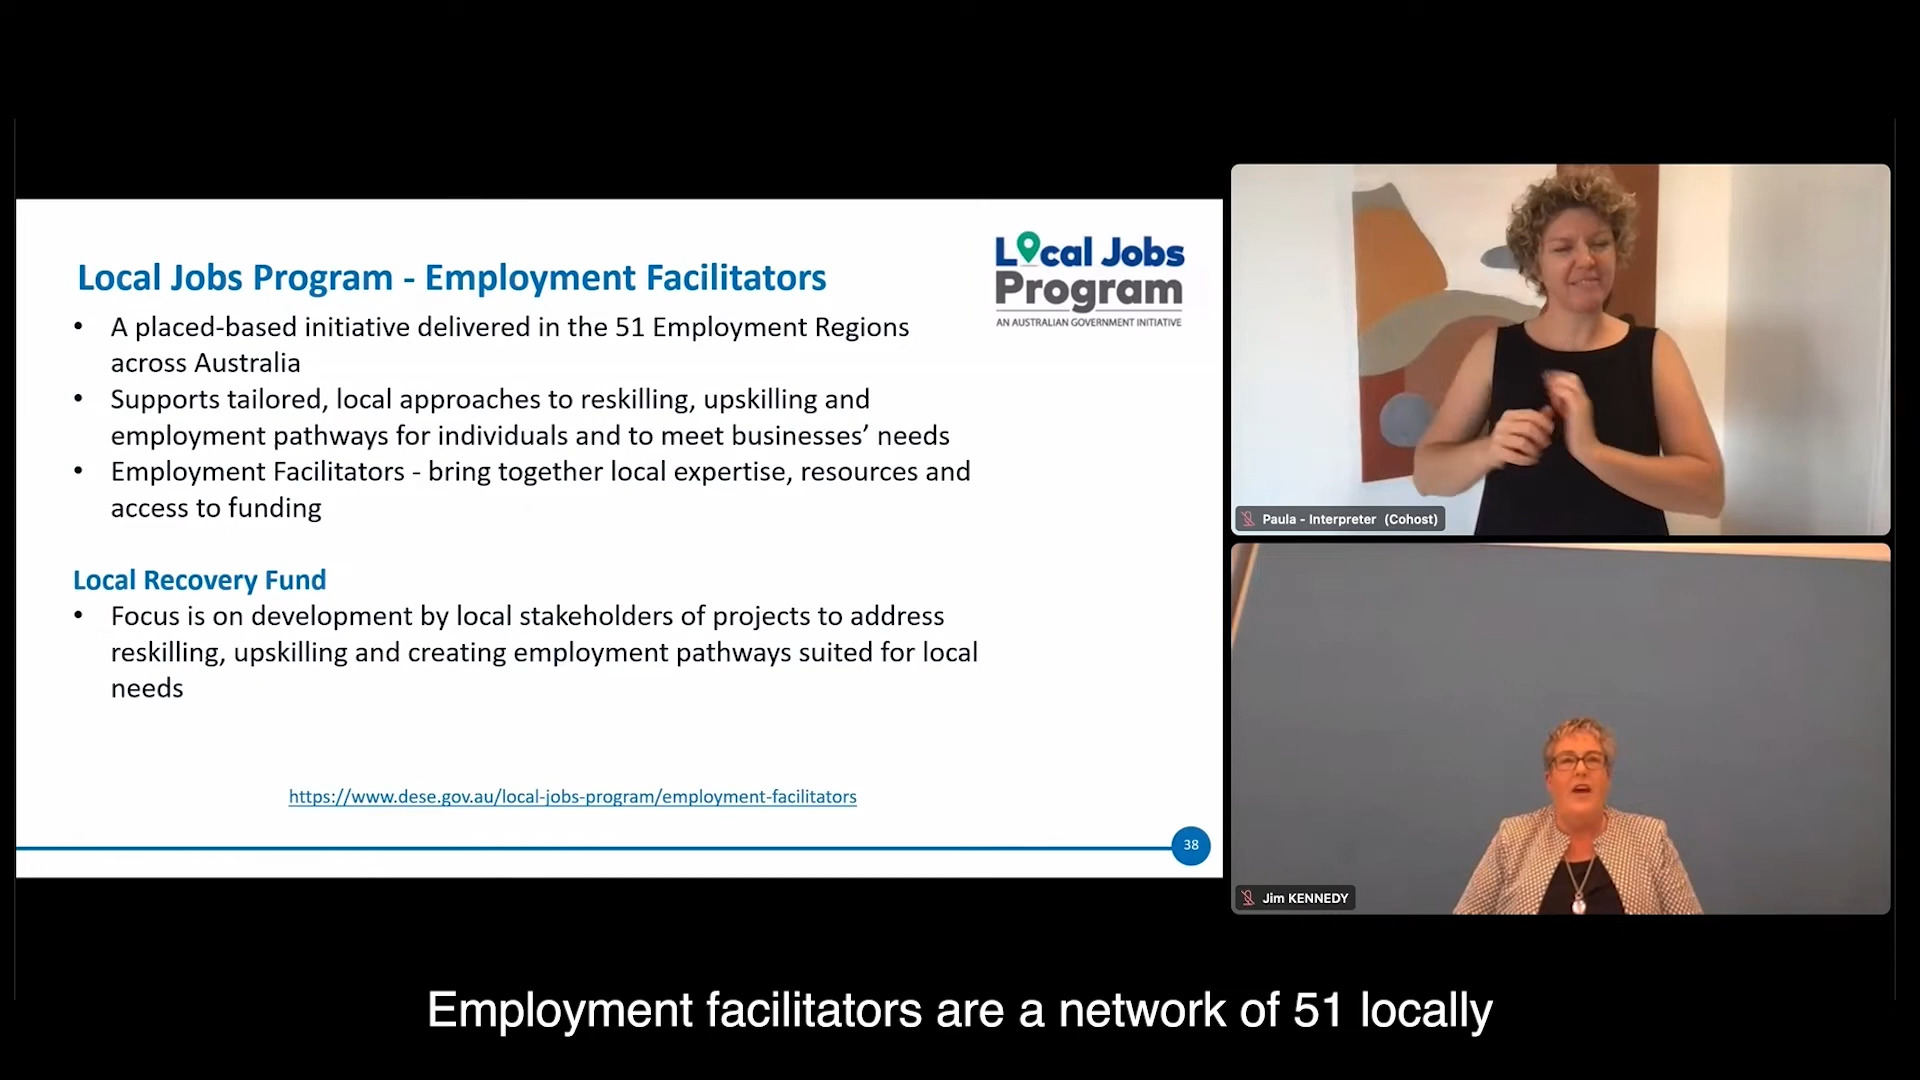 Local Jobs
Program
AN AUSTRALIAN GOVERNMENT INITIATIVE
Local Jobs Program - Employment Facilitators
• A placed-based initiative delivered in the 51 Employment Regions
across Australia
• Supports tailored, local approaches to reskilling, upskilling and
employment pathways for individuals and to meet businesses’ needs
• Employment Facilitators - bring together local expertise, resources and
access to funding
Local Recovery Fund
• Focus is on development by local stakeholders of projects to address
reskilling, upskilling and creating employment pathways suited for local
needs
https://www.dese.gov.au/local-jobs-program/employment-facilitators
38
Paula - Interpreter (Cohost)
Jim KENNEDY
Employment facilitators are a network of 51 locally